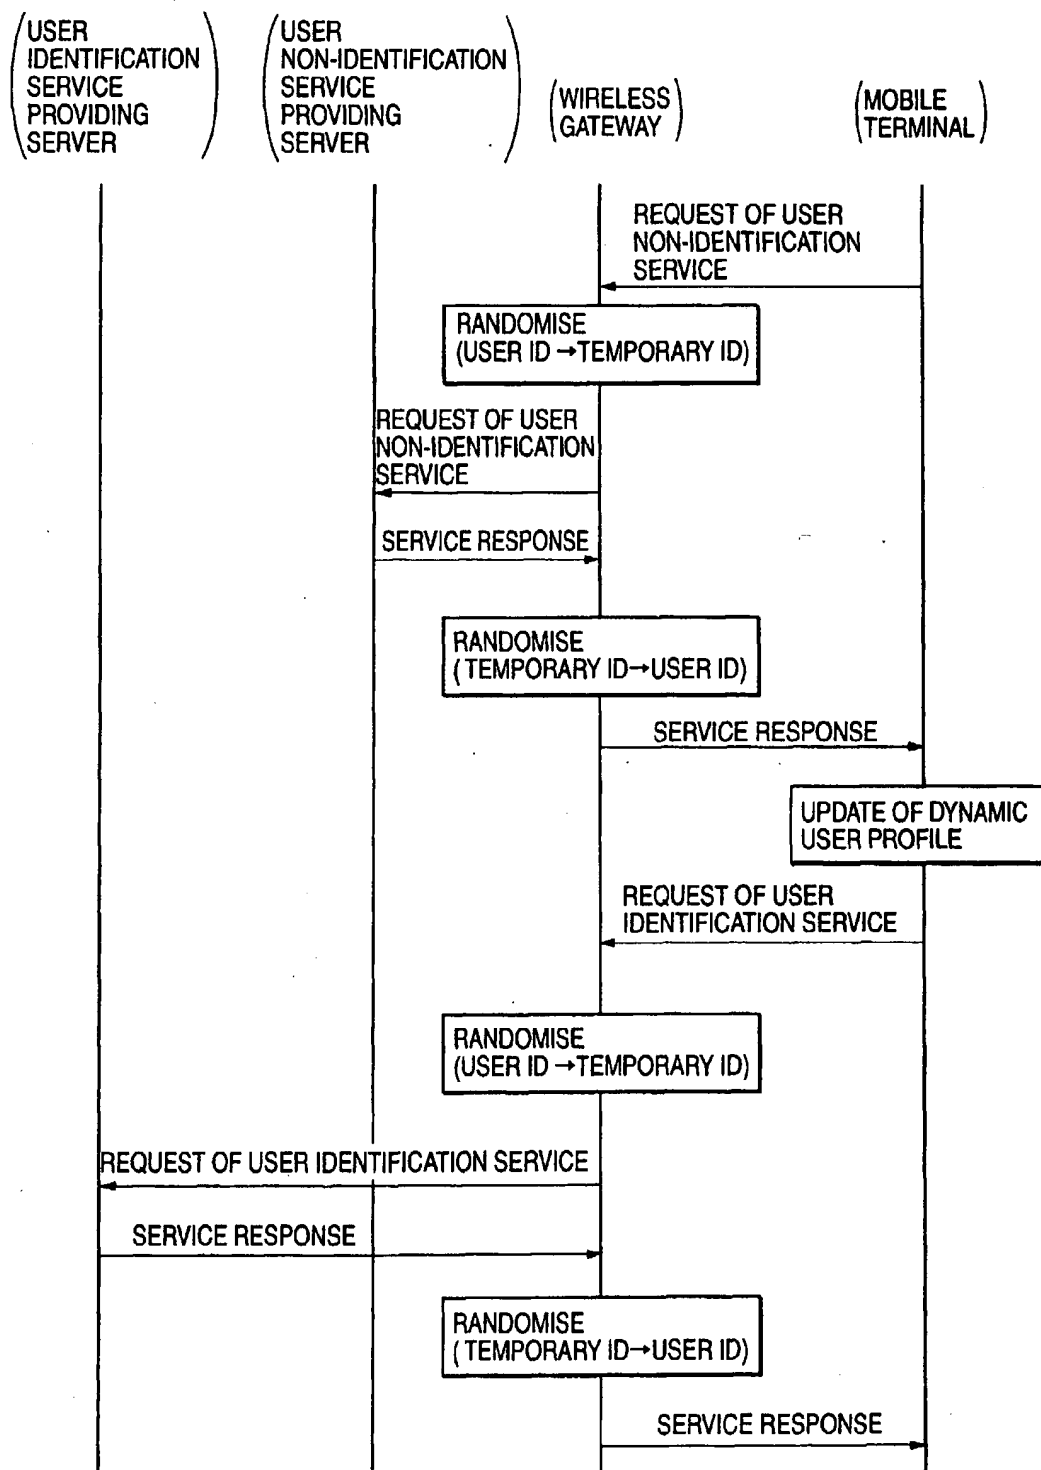 USER
IDENTIFICATION
SERVICE
PROVIDING
SERVER
USER
NON-IDENTIFICATION
SERVICE
PROVIDING
SERVER
(WIRELESS
GATEWAY)
(MOBILE
TERMINAL)
REQUEST OF USER
NON-IDENTIFICATION
SERVICE
RANDOMISE
(USER ID →TEMPORARY ID)
REQUEST OF USER
NON-IDENTIFICATION
SERVICE
SERVICE RESPONSE
RANDOMISE
( TEMPORARY ID→USER ID)
SERVICE RESPONSE
UPDATE OF DYNAMIC
USER PROFILE
REQUEST OF USER
IDENTIFICATION SERVICE
RANDOMISE
(USER ID →TEMPORARY ID)
REQUEST OF USER IDENTIFICATION SERVICE
SERVICE RESPONSE
RANDOMISE
( TEMPORARY ID→USER ID)
SERVICE RESPONSE